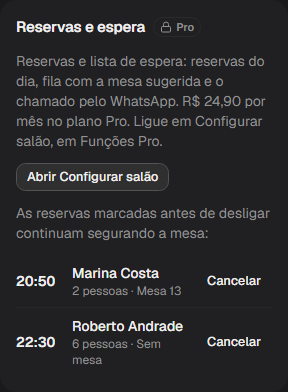 Reservas e espera Pro
Reservas e lista de espera: reservas do
dia, fila com a mesa sugerida e o
chamado pelo WhatsApp. R$ 24,90 por
mês no plano Pro. Ligue em Configurar
salão, em Funções Pro.
Abrir Configurar salão
As reservas marcadas antes de desligar
continuam segurando a mesa:
20:50 Marina Costa Cancelar
2 pessoas · Mesa 13
22:30 Roberto Andrade Cancelar
6 pessoas · Sem
mesa